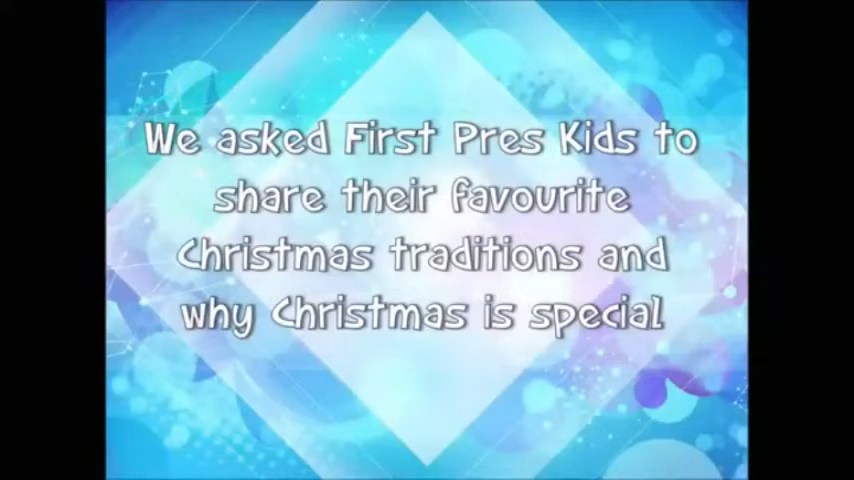 We asked First Pres Kids to
share their favourite
Christmas traditions and
why Christmas is special